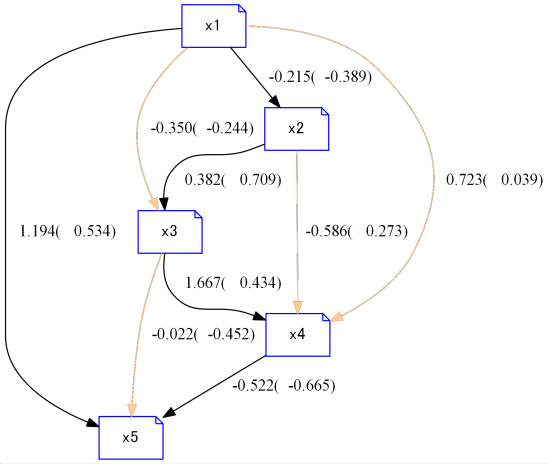 x1
-0.215( -0.389)
x2
-0.350( -0.244)
0.382( 0.709)
0.723( 0.039)
x3
1.194( 0.534)
-0.586( 0.273)
1.667( 0.434)
x4
-0.022( -0.452)
-0.522( -0.665)
x5